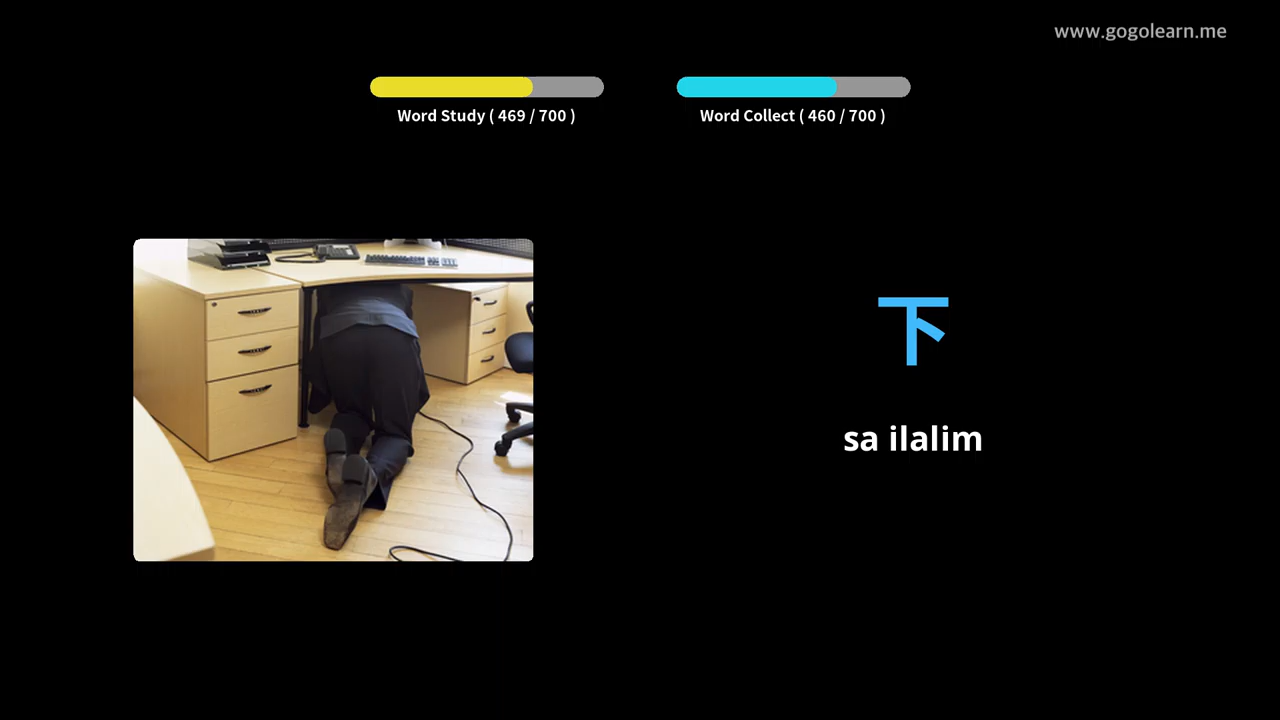 www.gogolearn.me
Word Study ( 469 / 700 )
Word Collect ( 460 / 700 )
下
sa ilalim